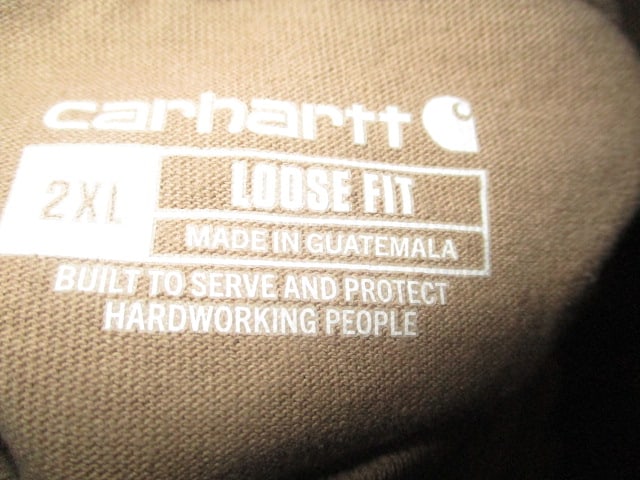 carhartt
2XL
LOOSE FIT
MADE IN GUATEMALA
BUILT TO SERVE AND PROTECT
HARDWORKING PEOPLE